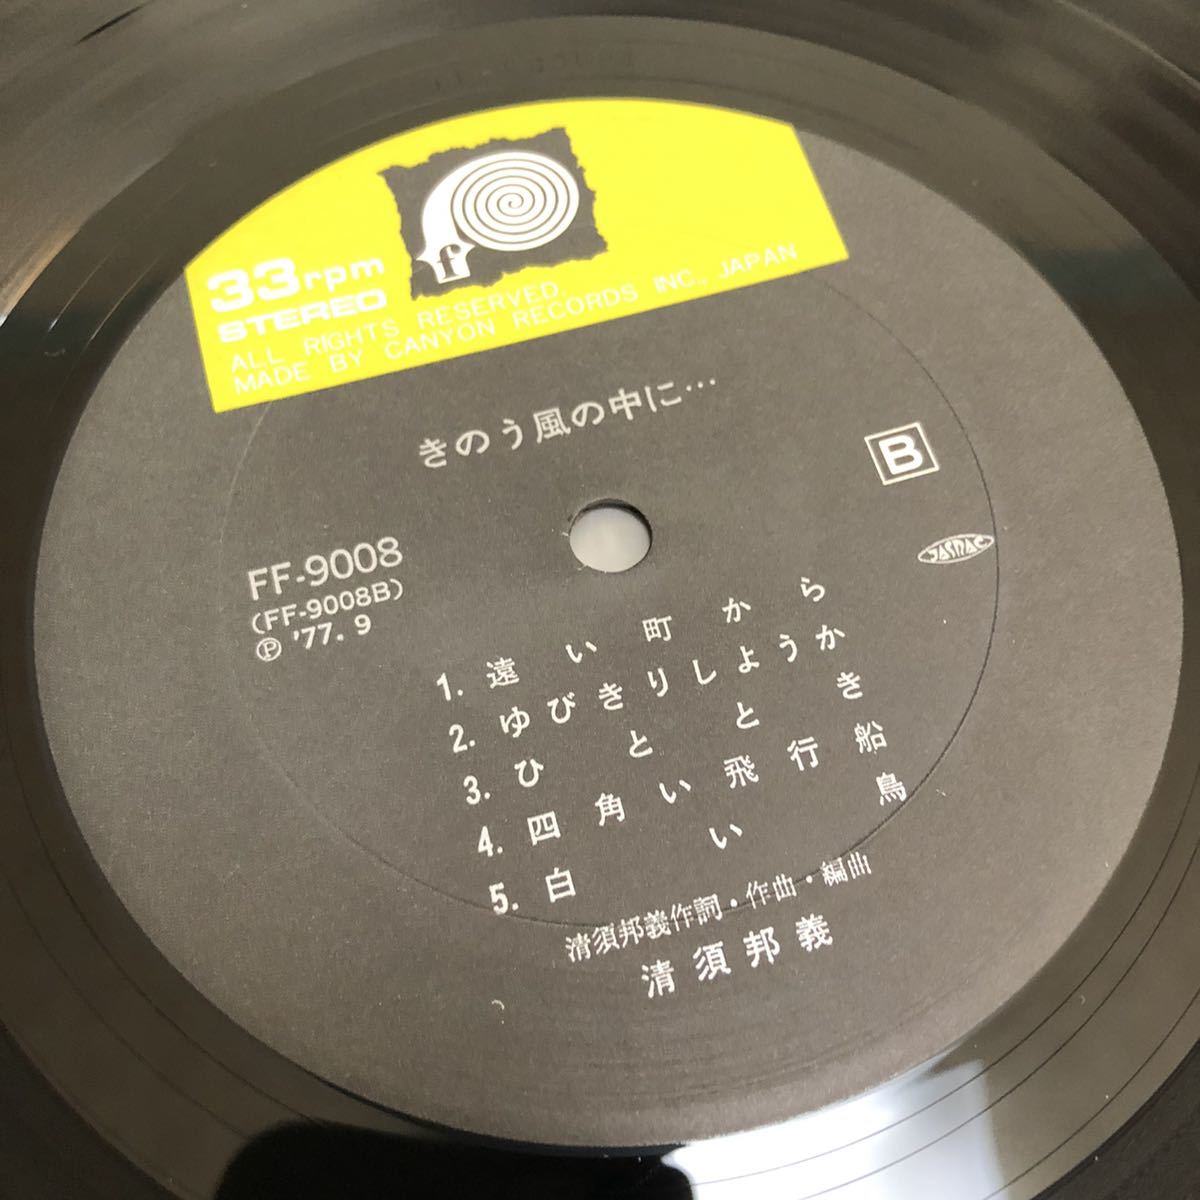 f
33rpm
STEREO
ALL RIGHTS RESERVED,
MADE BY CANYON RECORDS INC., JAPAN
きのう風の中に…
B
JASRAC
FF-9008
(FF-9008B)
Ⓟ '77. 9
1. 遠い町から
2. ゆびきりしようか
3. ひととき
4. 四角い飛行船
5. 白い鳥
清須邦義作詞・作曲・編曲
清須邦義